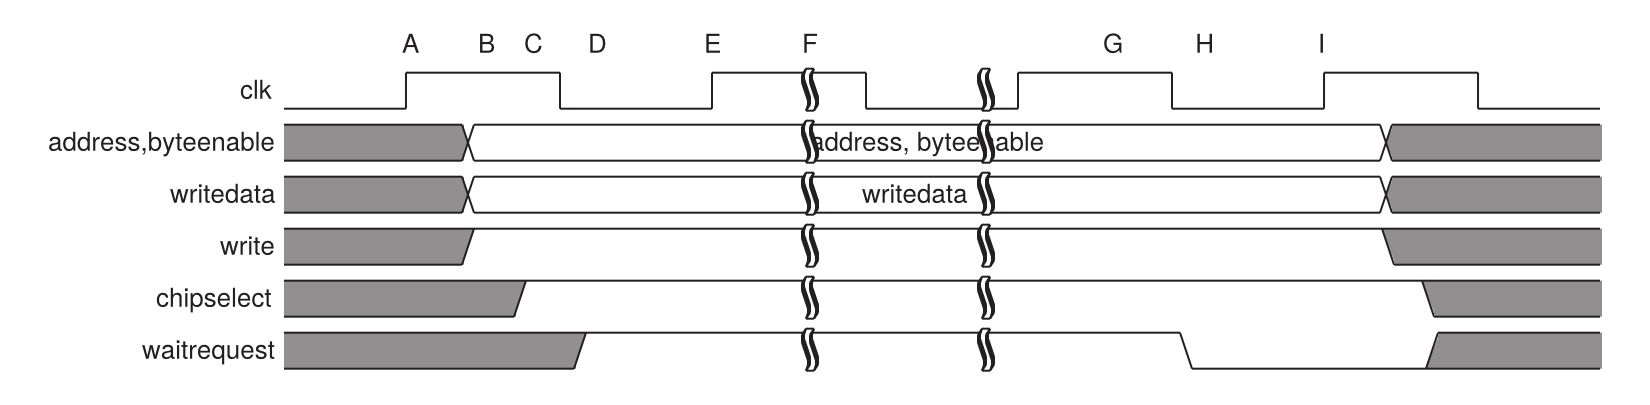 A B C D E F G H I
clk
address,byteenable address, byteenable
writedata writedata
write
chipselect
waitrequest